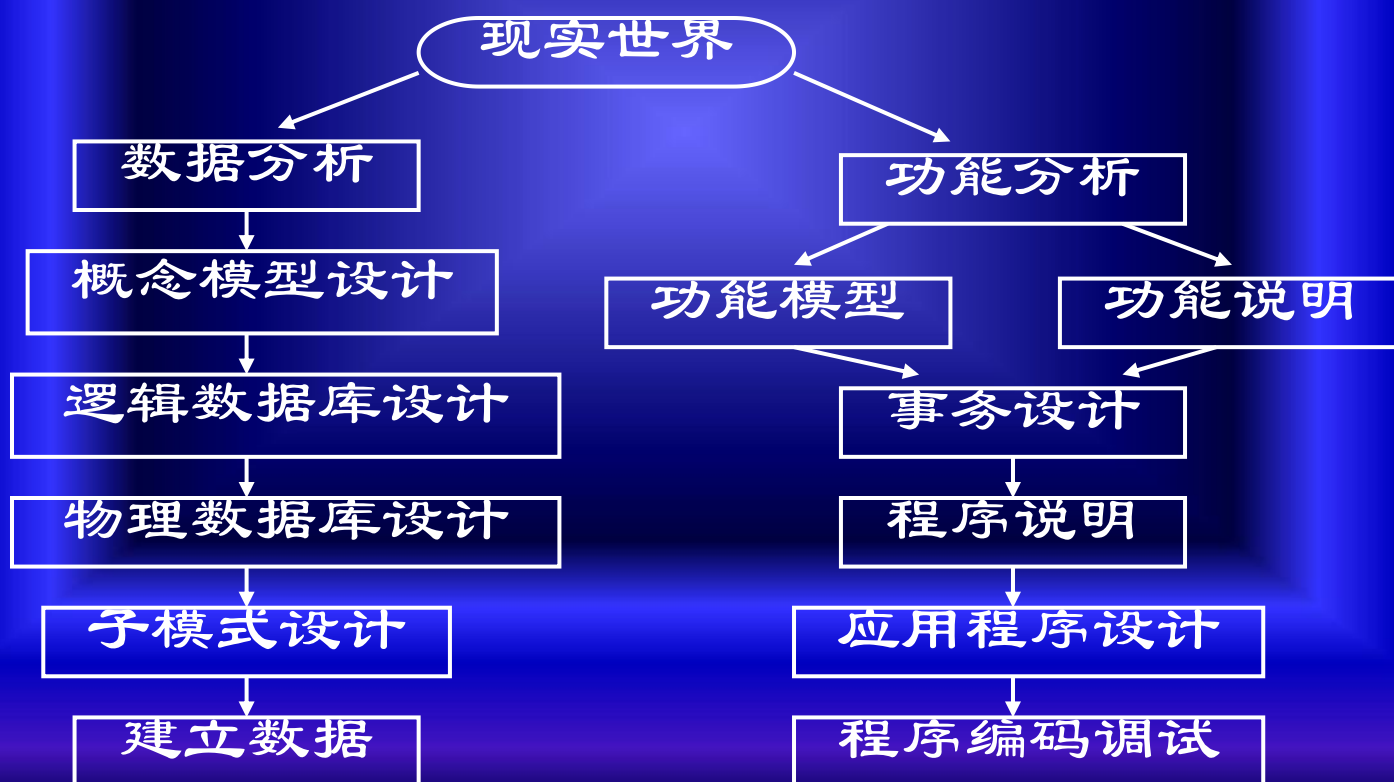 现实世界
数据分析
功能分析
概念模型设计
功能模型
功能说明
逻辑数据库设计
事务设计
物理数据库设计
程序说明
子模式设计
应用程序设计
建立数据
程序编码调试